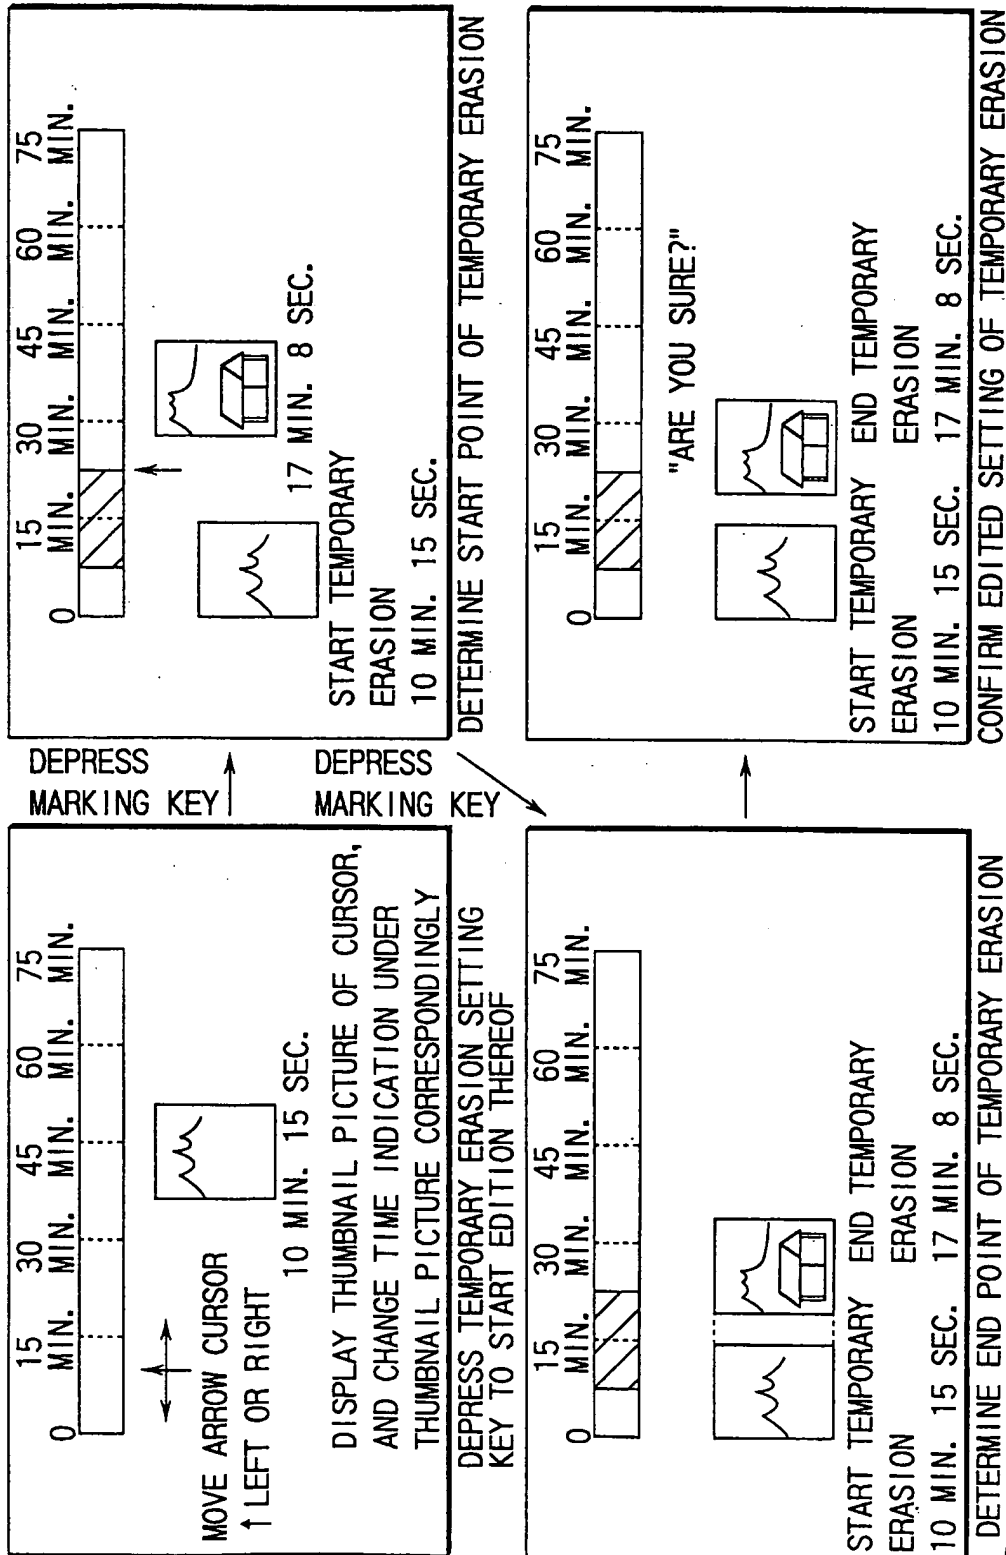 0
15
MIN.
30
MIN.
45
MIN.
60
MIN.
75
MIN.
MOVE ARROW CURSOR
↑ LEFT OR RIGHT
10 MIN. 15 SEC.
DISPLAY THUMBNAIL PICTURE OF CURSOR,
AND CHANGE TIME INDICATION UNDER
THUMBNAIL PICTURE CORRESPONDINGLY
DEPRESS TEMPORARY ERASION SETTING
KEY TO START EDITION THEREOF
DEPRESS
MARKING KEY
0
15
MIN.
30
MIN.
45
MIN.
60
MIN.
75
MIN.
17 MIN. 8 SEC.
START TEMPORARY
ERASION
10 MIN. 15 SEC.
DETERMINE START POINT OF TEMPORARY ERASION
DEPRESS
MARKING KEY
0
15
MIN.
30
MIN.
45
MIN.
60
MIN.
75
MIN.
START TEMPORARY END TEMPORARY
ERASION ERASION
10 MIN. 15 SEC. 17 MIN. 8 SEC.
DETERMINE END POINT OF TEMPORARY ERASION
0
15
MIN.
30
MIN.
45
MIN.
60
MIN.
75
MIN.
"ARE YOU SURE?"
START TEMPORARY END TEMPORARY
ERASION ERASION
10 MIN. 15 SEC. 17 MIN. 8 SEC.
CONFIRM EDITED SETTING OF TEMPORARY ERASION